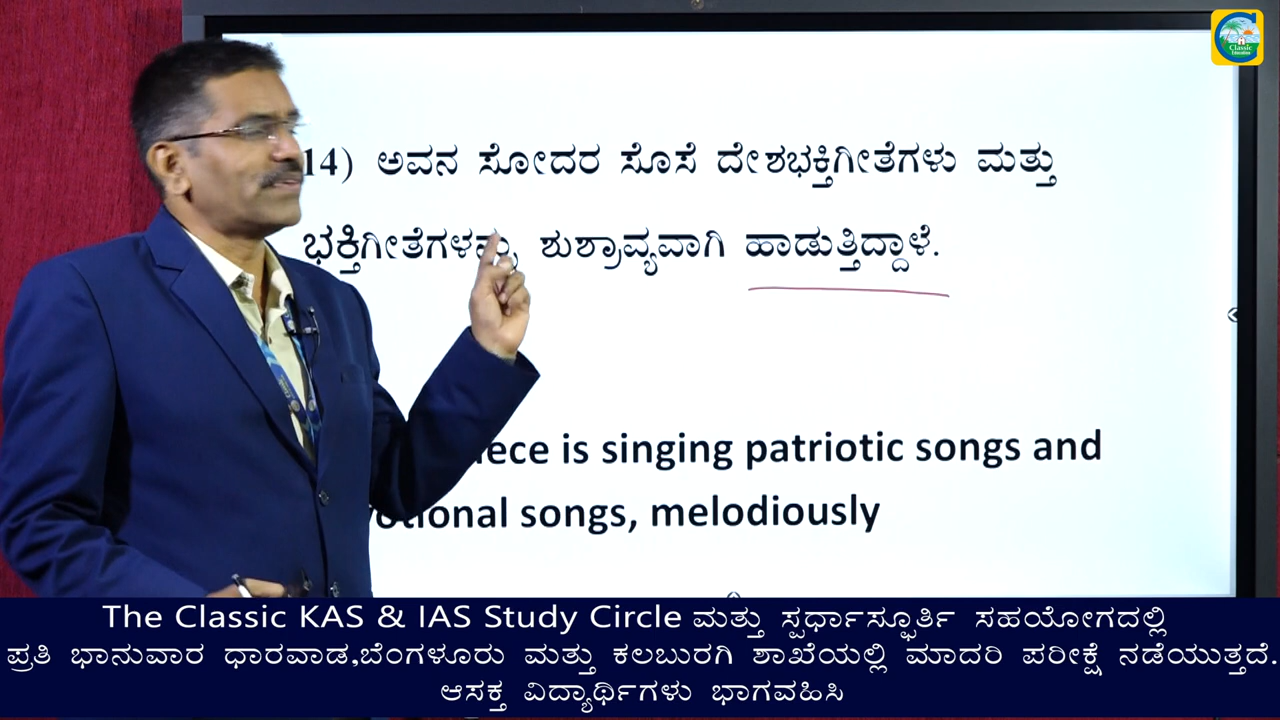 14) ಅವನ ಸೋದರ ಸೊಸೆ ದೇಶಭಕ್ತಿಗೀತೆಗಳು ಮತ್ತು
ಶುಶ್ರಾವ್ಯವಾಗಿ ಹಾಡುತ್ತಿದ್ದಾಳೆ.
is singing patriotic songs and
songs, melodiously
Classic
Education
The Classic KAS & IAS Study Circle ಮತ್ತು ಸ್ಪರ್ಧಾಸ್ಫೂರ್ತಿ ಸಹಯೋಗದಲ್ಲಿ
ಪ್ರತಿ ಭಾನುವಾರ ಧಾರವಾಡ,ಬೆಂಗಳೂರು ಮತ್ತು ಕಲಬುರಗಿ ಶಾಖೆಯಲ್ಲಿ ಮಾದರಿ ಪರೀಕ್ಷೆ ನಡೆಯುತ್ತದೆ.
ಆಸಕ್ತ ವಿದ್ಯಾರ್ಥಿಗಳು ಭಾಗವಹಿಸಿ